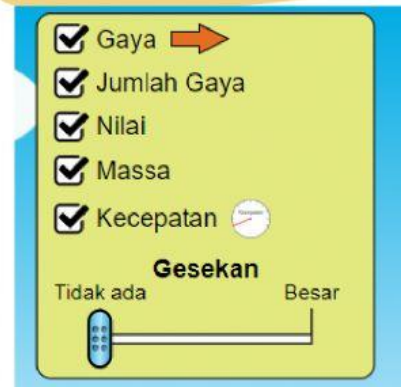 Gaya
Jumlah Gaya
Nilai
Massa
Kecepatan
Gesekan
Tidak ada
Besar